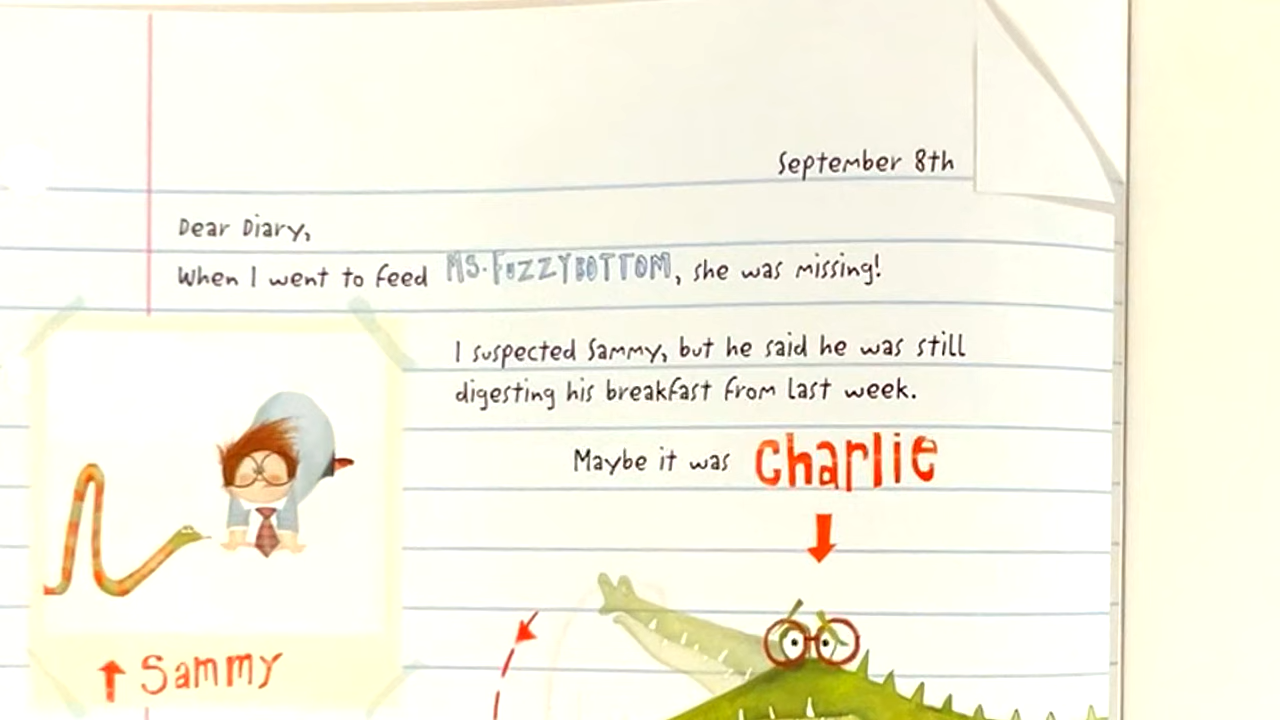 September 8th
Dear Diary,
When I went to feed Ms. FuzzyBottom, she was missing!
I suspected Sammy, but he said he was still
digesting his breakfast from last week.
Maybe it was Charlie
Sammy